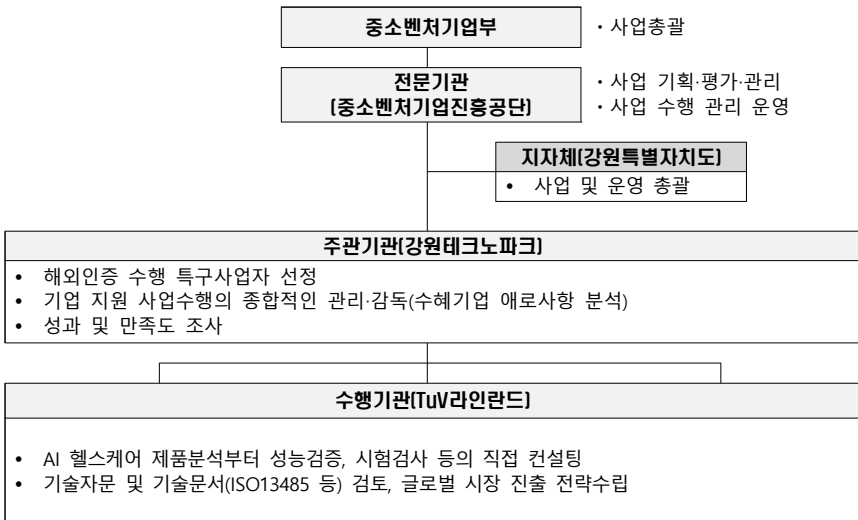 중소벤처기업부
·사업총괄
전문기관
(중소벤처기업진흥공단)
·사업 기획·평가·관리
·사업 수행 관리 운영
지자체(강원특별자치도)
• 사업 및 운영 총괄
주관기관(강원테크노파크)
• 해외인증 수행 특구사업자 선정
• 기업 지원 사업수행의 종합적인 관리·감독(수혜기업 애로사항 분석)
• 성과 및 만족도 조사
수행기관(TuV라인란드)
• AI 헬스케어 제품분석부터 성능검증, 시험검사 등의 직접 컨설팅
• 기술자문 및 기술문서(ISO13485 등) 검토, 글로벌 시장 진출 전략수립